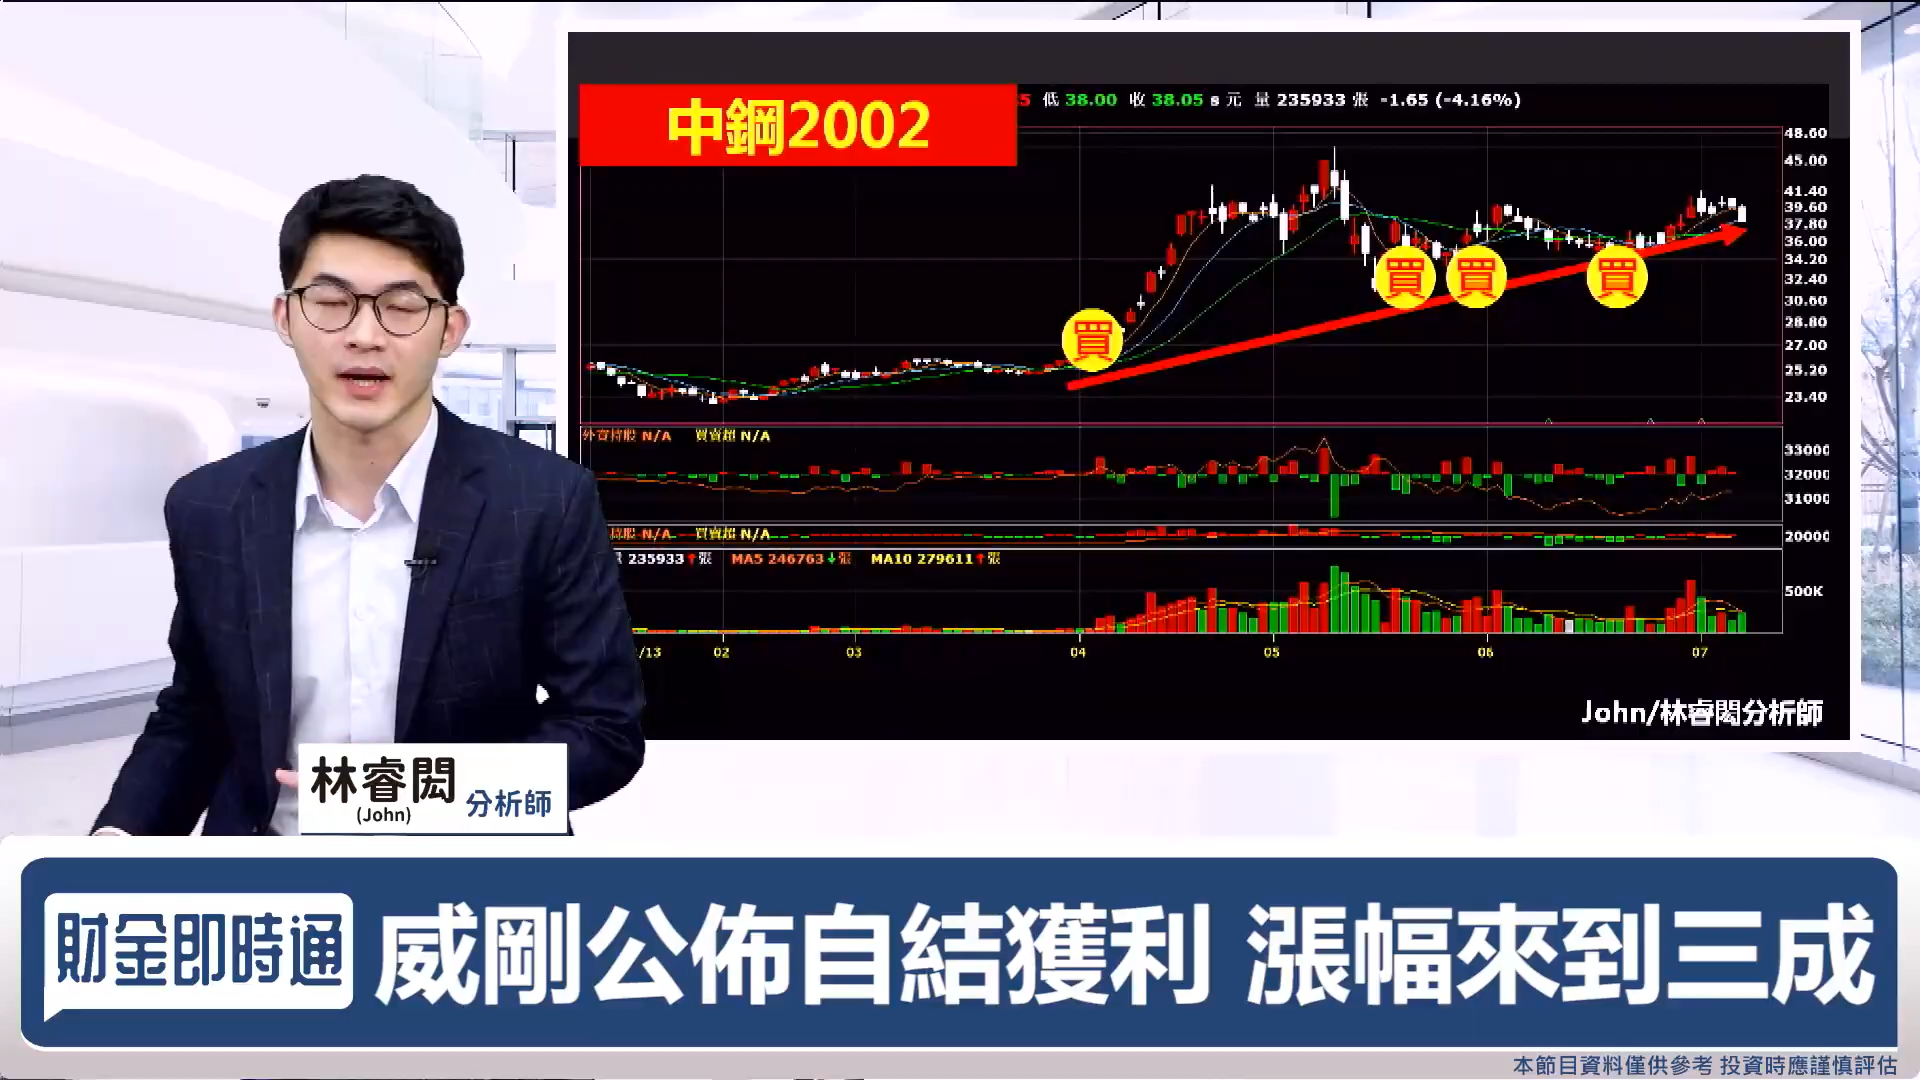 中鋼2002
5 低 38.00 收 38.05 s 元 量 235933 張 -1.65 (-4.16%)
48.60
45.00
41.40
39.60
37.80
36.00
34.20
32.40
30.60
28.80
27.00
25.20
23.40
買
買
買
買
外資持股 N/A 買賣超 N/A
33000
32000
31000
持股 N/A 買賣超 N/A
20000
235933↑張 MA5 246763↓張 MA10 279611↑張
500K
/13 02 03 04 05 06 07
John/林睿閎分析師
林睿閎
(John)
分析師
財金即時通
威剛公佈自結獲利 漲幅來到三成
本節目資料僅供參考 投資時應謹慎評估